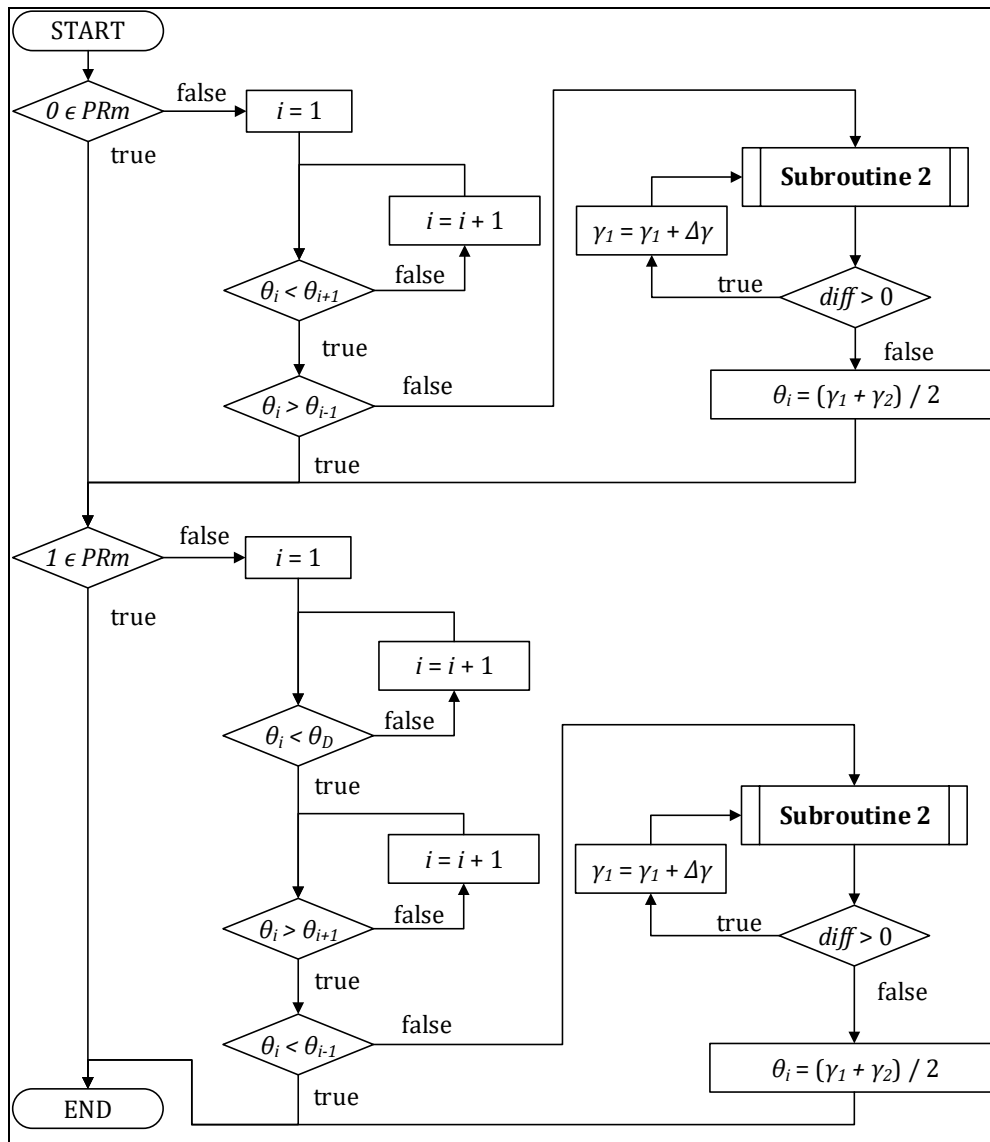 START
0 ϵ PRm
false
i = 1
true
i = i + 1
θi < θi+1
false
true
θi > θi-1
false
true
Subroutine 2
γ1 = γ1 + Δγ
true
diff > 0
false
θi = (γ1 + γ2) / 2
1 ϵ PRm
false
i = 1
true
i = i + 1
θi < θD
false
true
i = i + 1
θi > θi+1
false
true
θi < θi-1
false
true
Subroutine 2
γ1 = γ1 + Δγ
true
diff > 0
false
θi = (γ1 + γ2) / 2
END